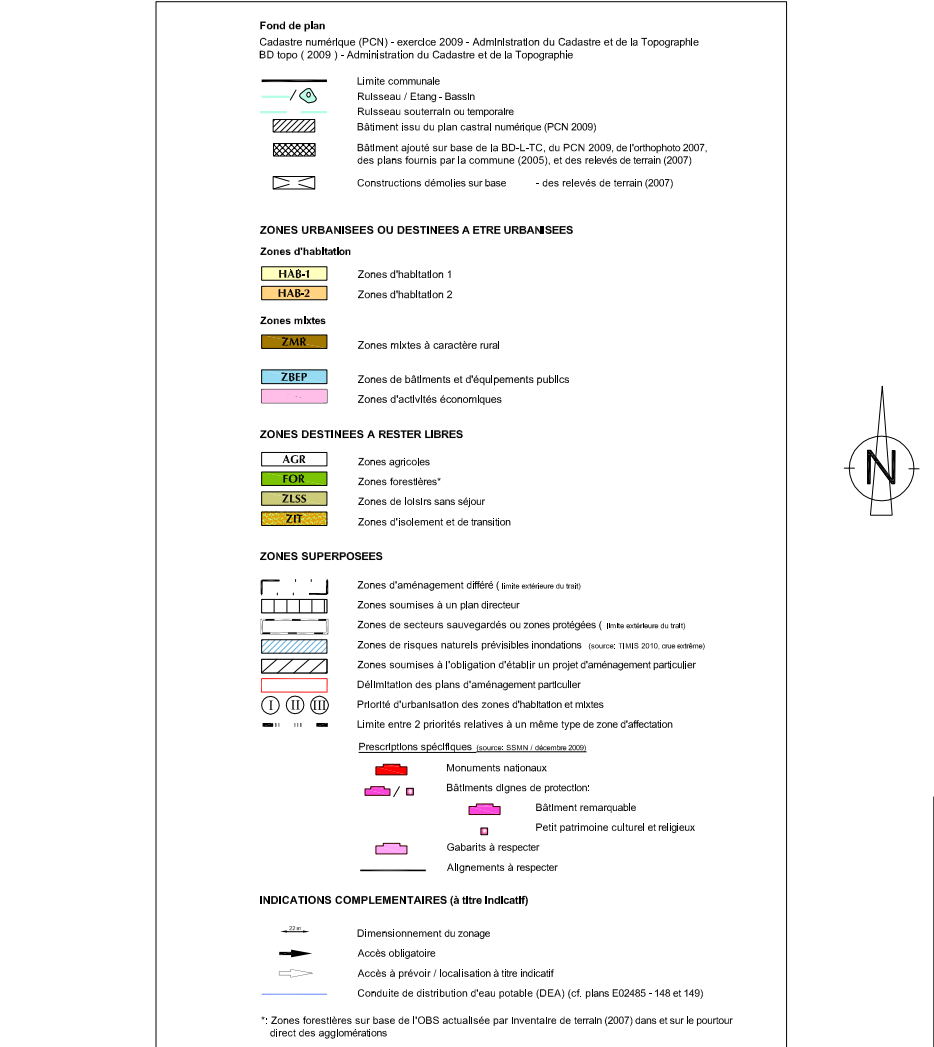 Fond de plan
Cadastre numérique (PCN) - exercice 2009 - Administration du Cadastre et de la Topographie
BD topo ( 2009 ) - Administration du Cadastre et de la Topographie
Limite communale
/ Ruisseau / Etang - Bassin
Ruisseau souterrain ou temporaire
Bâtiment issu du plan castral numérique (PCN 2009)
Bâtiment ajouté sur base de la BD-L-TC, du PCN 2009, de l'orthophoto 2007,
des plans fournis par la commune (2005), et des relevés de terrain (2007)
Constructions démolies sur base - des relevés de terrain (2007)
ZONES URBANISEES OU DESTINEES A ETRE URBANISEES
Zones d'habitation
HAB-1 Zones d'habitation 1
HAB-2 Zones d'habitation 2
Zones mixtes
ZMR Zones mixtes à caractère rural
ZBEP Zones de bâtiments et d'équipements publics
Zones d'activités économiques
ZONES DESTINEES A RESTER LIBRES
AGR Zones agricoles
FOR Zones forestières*
ZLSS Zones de loisirs sans séjour
ZIT Zones d'isolement et de transition
N
ZONES SUPERPOSEES
Zones d'aménagement différé ( limite extérieure du trait)
Zones soumises à un plan directeur
Zones de secteurs sauvegardés ou zones protégées ( limite extérieure du trait)
Zones de risques naturels prévisibles inondations (source: TIMIS 2010, crue extrême)
Zones soumises à l'obligation d'établir un projet d'aménagement particulier
Délimitation des plans d'aménagement particulier
I II III Priorité d'urbanisation des zones d'habitation et mixtes
Limite entre 2 priorités relatives à un même type de zone d'affectation
Prescriptions spécifiques (source: SSMN / décembre 2009)
Monuments nationaux
/ Bâtiments dignes de protection:
Bâtiment remarquable
Petit patrimoine culturel et religieux
Gabarits à respecter
Alignements à respecter
INDICATIONS COMPLEMENTAIRES (à titre indicatif)
22 m Dimensionnement du zonage
Accès obligatoire
Accès à prévoir / localisation à titre indicatif
Conduite de distribution d'eau potable (DEA) (cf. plans E02485 - 148 et 149)
*: Zones forestières sur base de l'OBS actualisée par inventaire de terrain (2007) dans et sur le pourtour
direct des agglomérations